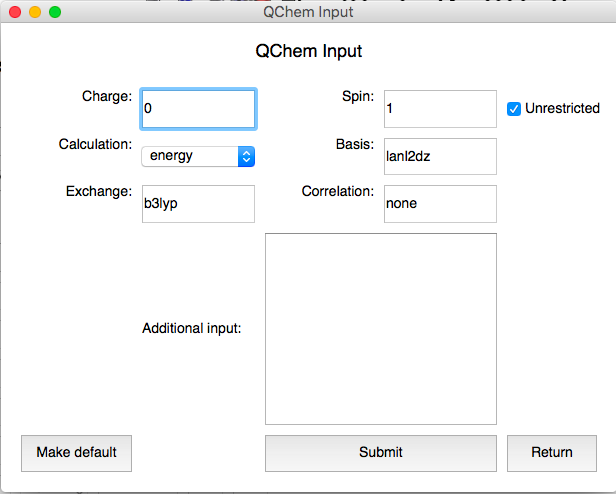 QChem Input
QChem Input
Charge: 0 Spin: 1 Unrestricted
Calculation: energy Basis: lanl2dz
Exchange: b3lyp Correlation: none
Additional input:
Make default Submit Return